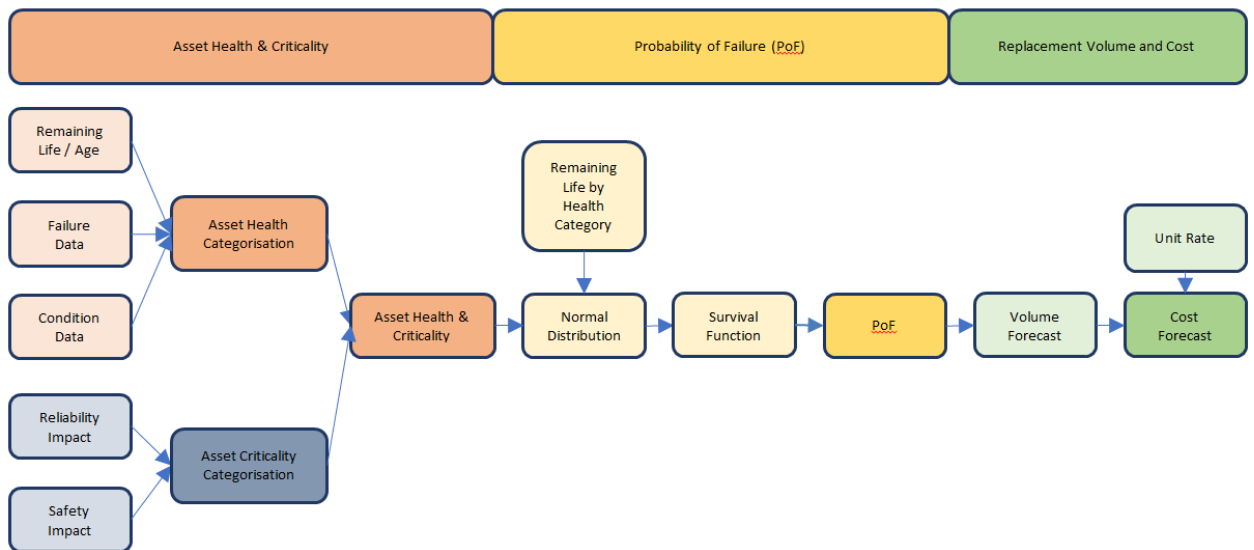 Asset Health & Criticality
Probability of Failure (PoF)
Replacement Volume and Cost
Remaining
Life / Age
Failure
Data
Condition
Data
Reliability
Impact
Safety
Impact
Asset Health
Categorisation
Asset Criticality
Categorisation
Asset Health &
Criticality
Remaining
Life by
Health
Category
Normal
Distribution
Survival
Function
PoF
Volume
Forecast
Unit Rate
Cost
Forecast